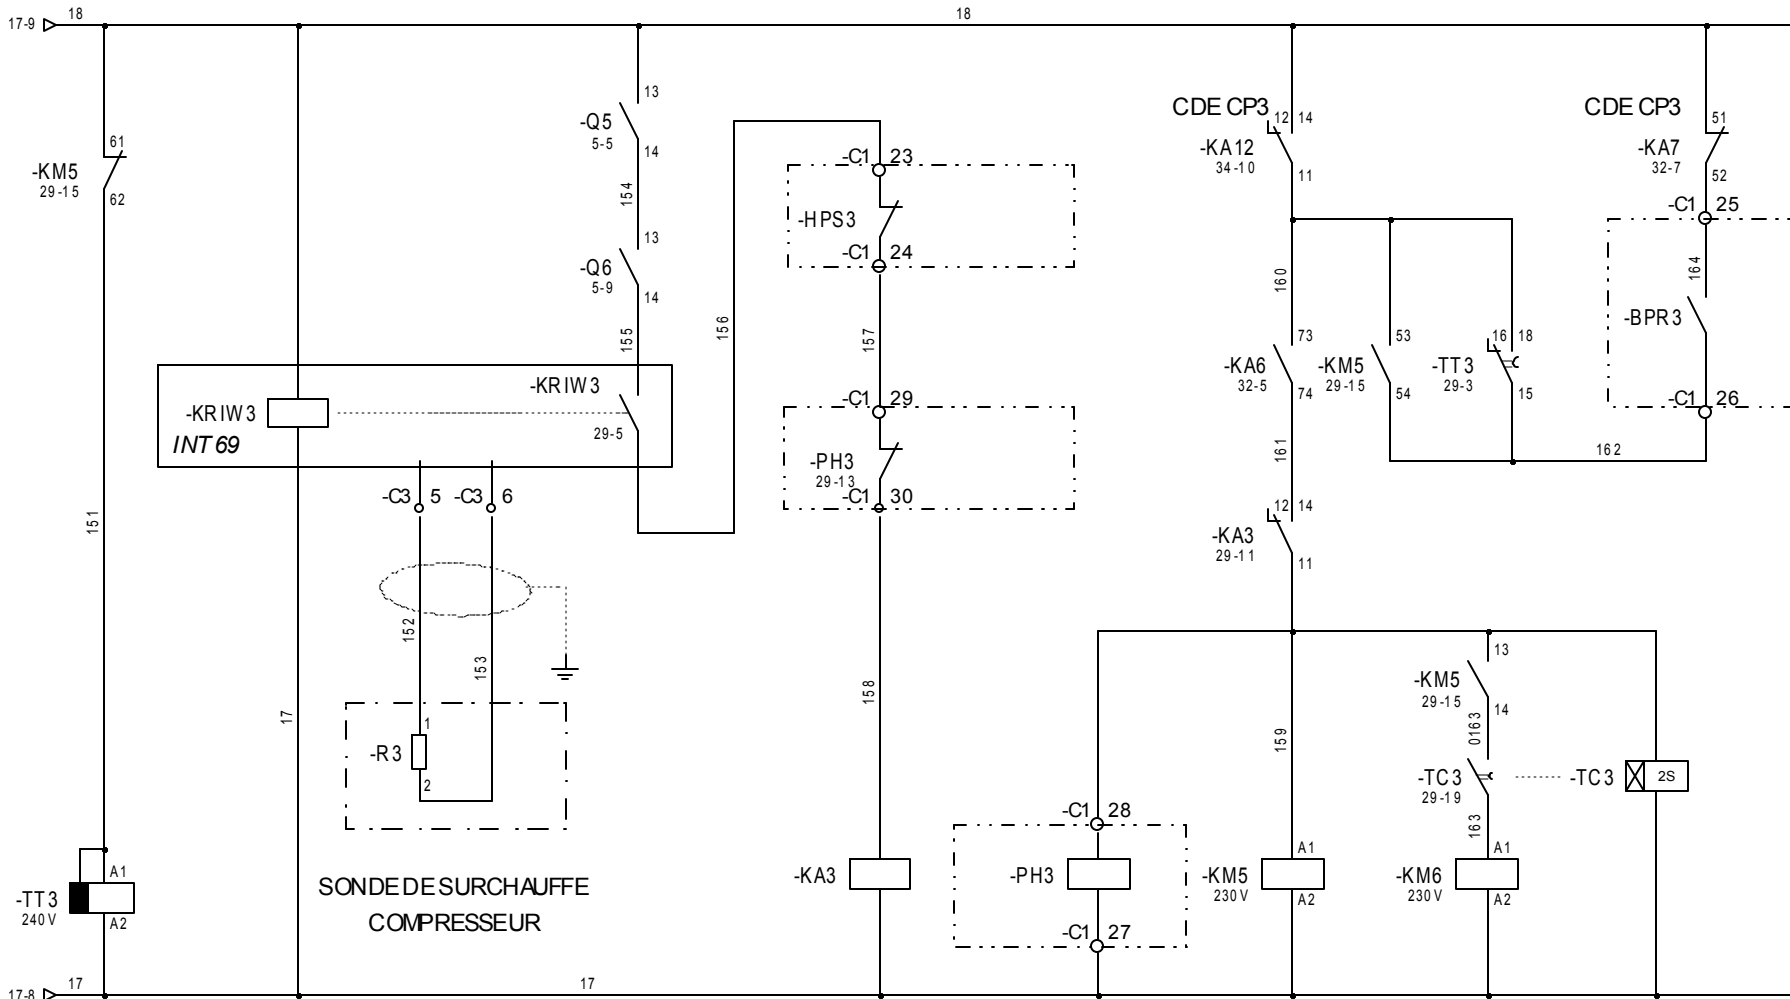 18
18
17-9
13
-Q5
5-5
14
CDE CP3
12 14
-KA12
34-10
11
CDE CP3
51
-KA7
32-7
52
61
-KM5
29-15
62
154
-C1 23
-HPS3
-C1 24
-C1 25
164
-BPR3
-C1 26
13
-Q6
5-9
14
155
156
157
160
73
-KA6
32-5
74
53
-KM5
29-15
54
16 18
-TT3
29-3
15
162
-KRIW3
-KRIW3
29-5
INT 69
-C1 29
-PH3
29-13
-C1 30
161
12 14
-KA3
29-11
11
-C3 5
-C3 6
151
152
153
17
158
159
13
-KM5
29-15
14
0163
-TC3
29-19
-TC3
2S
163
1
-R3
2
SONDE DE SURCHAUFFE
COMPRESSEUR
-C1 28
-PH3
-C1 27
-KA3
A1
-KM5
230V
A2
A1
-KM6
230V
A2
A1
-TT3
240V
A2
17
17
17-8